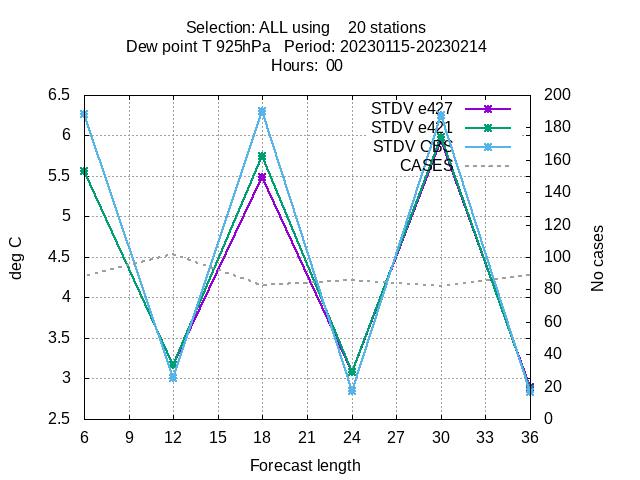 Selection: ALL using 20 stations
Dew point T 925hPa Period: 20230115-20230214
Hours: 00
6.5
6
5.5
5
4.5
4
3.5
3
2.5
200
180
160
140
120
100
80
60
40
20
0
STDV e427
STDV e421
STDV OBS
CASES
deg C
No cases
6 9 12 15 18 21 24 27 30 33 36
Forecast length